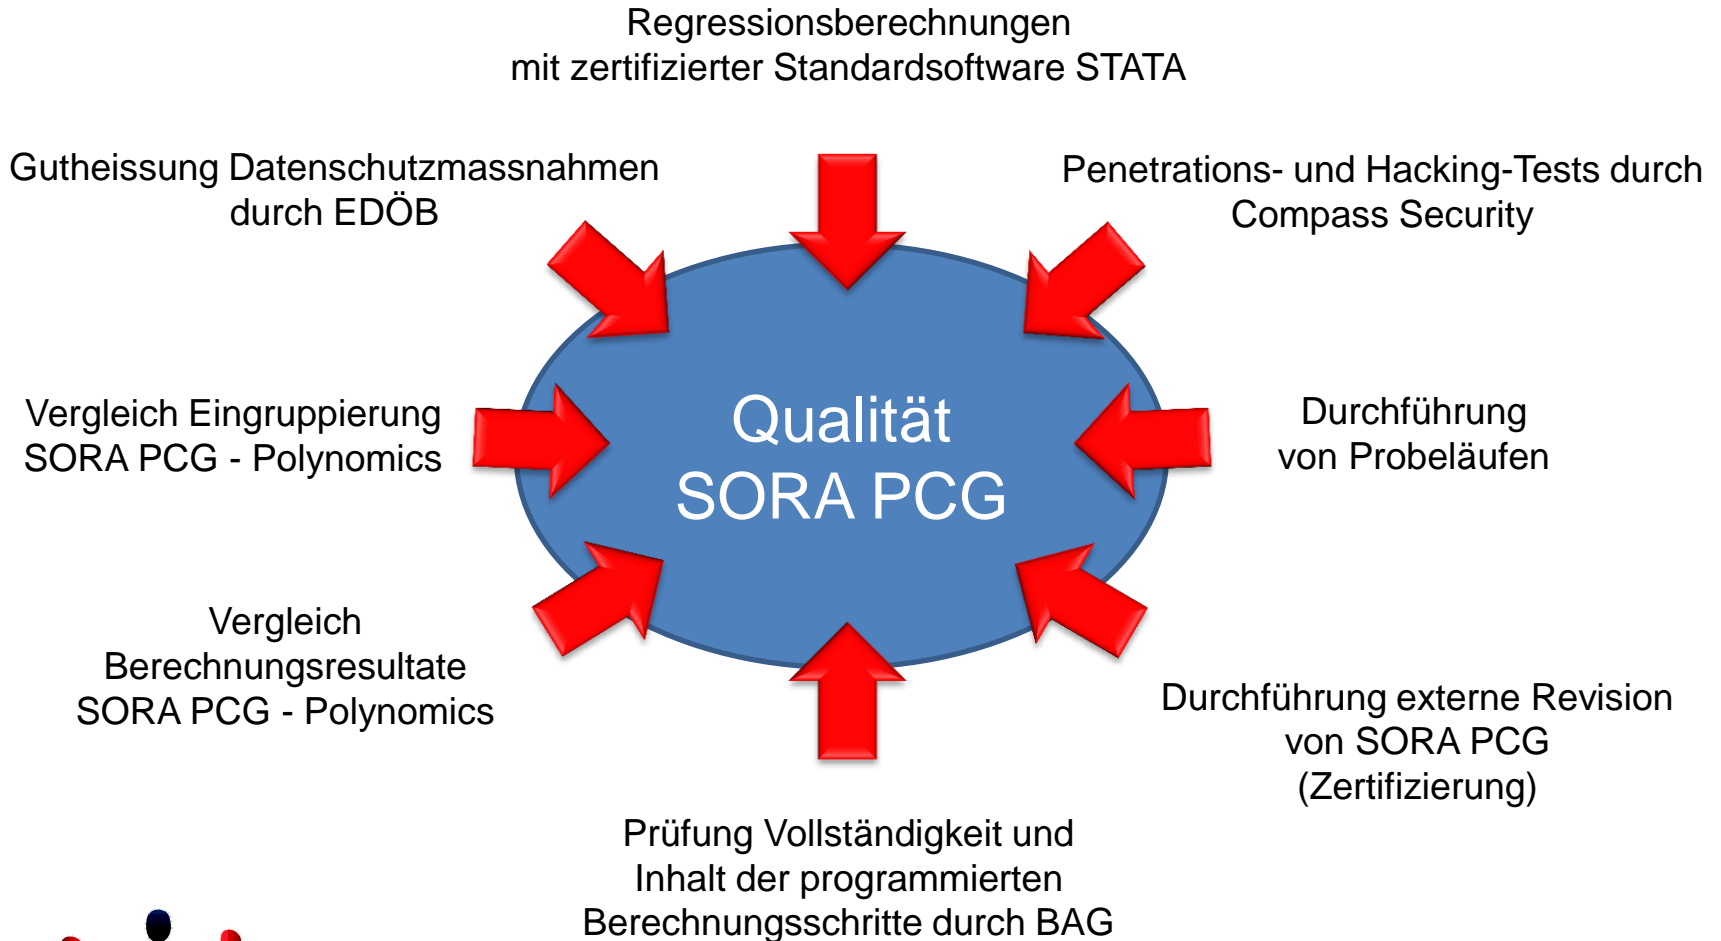 Regressionsberechnungen
mit zertifizierter Standardsoftware STATA
Gutheissung Datenschutzmassnahmen
durch EDÖB
Penetrations- und Hacking-Tests durch
Compass Security
Vergleich Eingruppierung
SORA PCG - Polynomics
Qualität
SORA PCG
Durchführung
von Probeläufen
Vergleich
Berechnungsresultate
SORA PCG - Polynomics
Durchführung externe Revision
von SORA PCG
(Zertifizierung)
Prüfung Vollständigkeit und
Inhalt der programmierten
Berechnungsschritte durch BAG